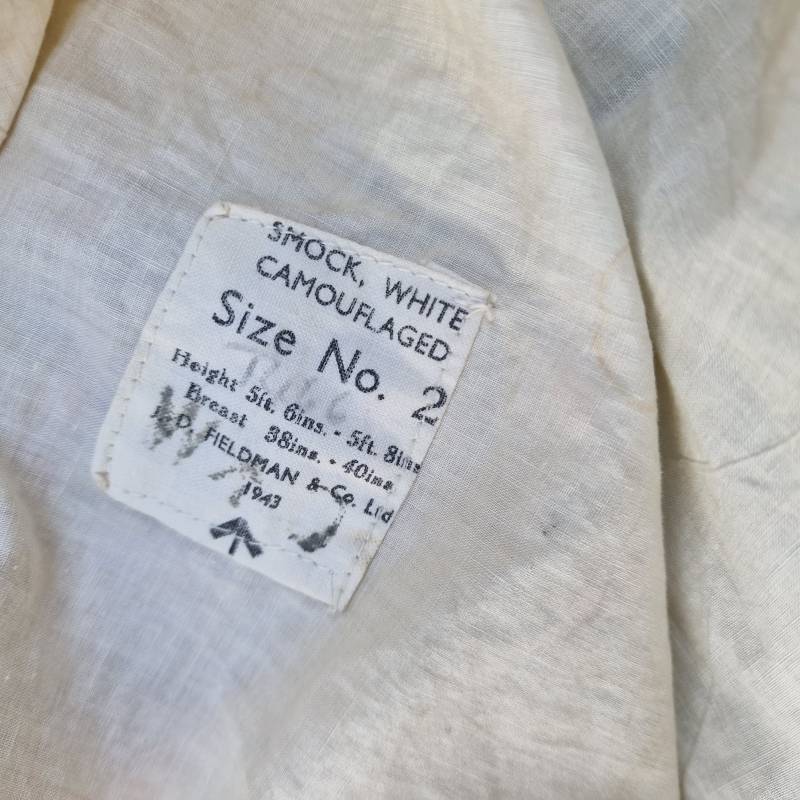 SMOCK, WHITE
CAMOUFLAGED
Size No. 2
Height 5ft. 6ins. - 5ft. 8ins
Breast 38ins. - 40ins
D. FIELDMAN & Co. Ltd
1943